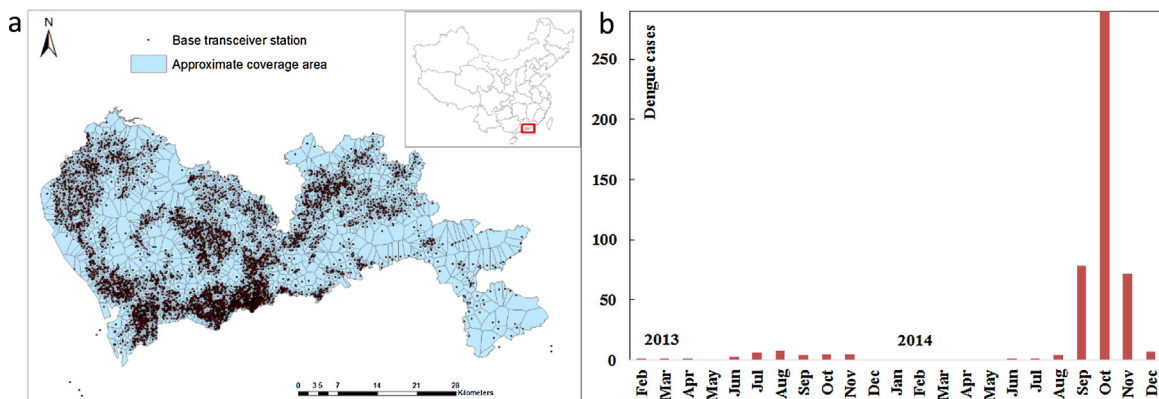 a
N
Base transceiver station
Approximate coverage area
0 3.5 7 14 21 28
Kilometers
b
Dengue cases
250
200
150
100
50
0
2013
2014
Feb
Mar
Apr
May
Jun
Jul
Aug
Sep
Oct
Nov
Dec
Jan
Feb
Mar
Apr
May
Jun
Jul
Aug
Sep
Oct
Nov
Dec